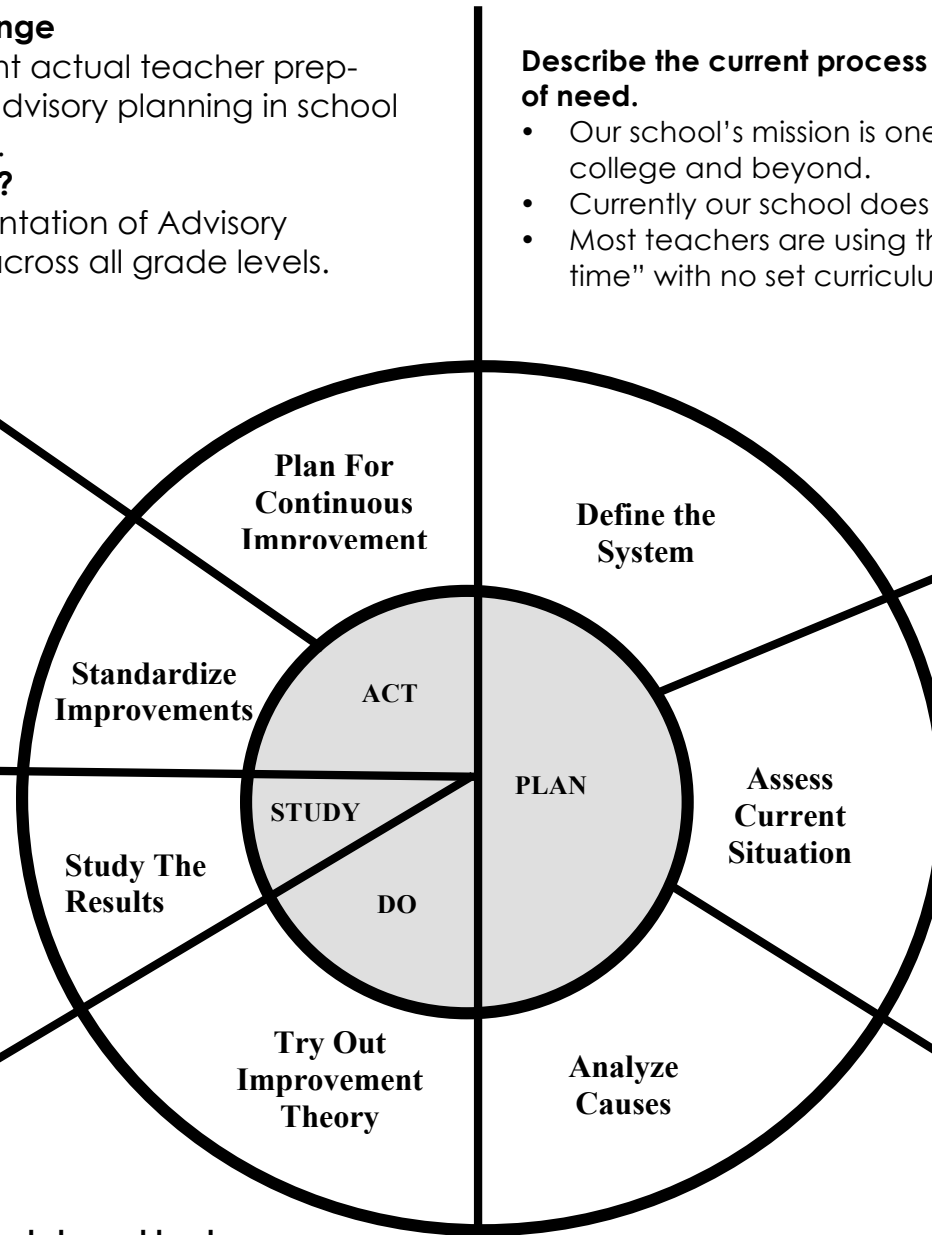 nge
nt actual teacher prep-
dvisory planning in school
.
?
ntation of Advisory
across all grade levels.
Describe the current process
of need.
• Our school’s mission is one
college and beyond.
• Currently our school does
• Most teachers are using th
time” with no set curriculu
Plan For
Continuous
Improvement
Define the
System
Standardize
Improvements
ACT
PLAN
Assess
Current
Situation
STUDY
Study The
Results
DO
Try Out
Improvement
Theory
Analyze
Causes